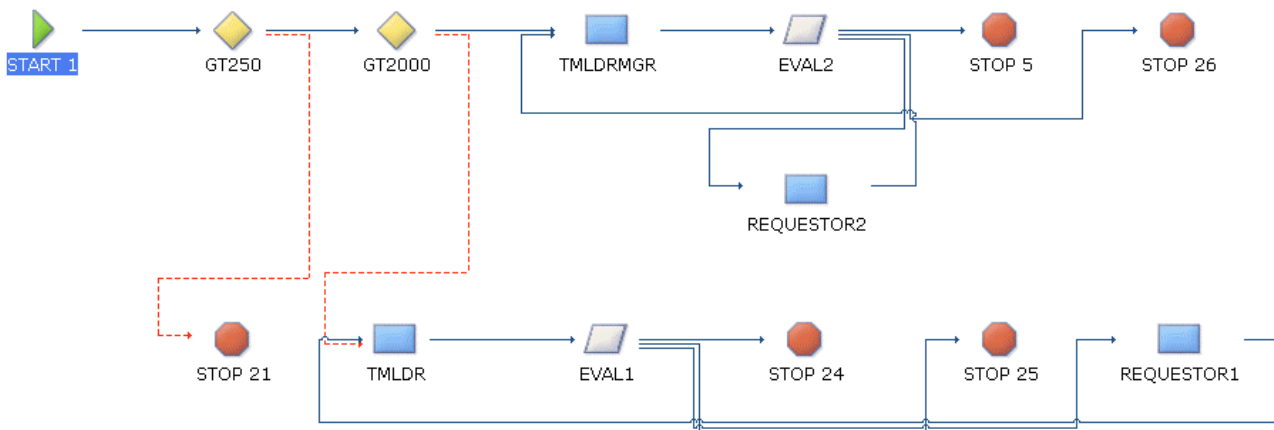 START 1
GT250
GT2000
TMLDRMGR
EVAL2
STOP 5
STOP 26
REQUESTOR2
STOP 21
TMLDR
EVAL1
STOP 24
STOP 25
REQUESTOR1